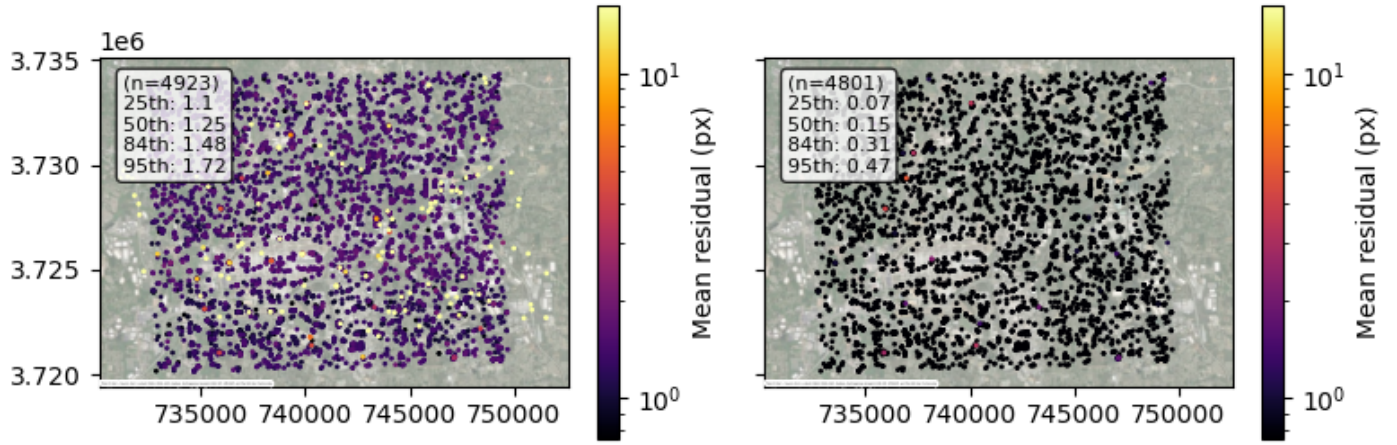 1e6
3.735
3.730
3.725
3.720
(n=4923)
25th: 1.1
50th: 1.25
84th: 1.48
95th: 1.72
735000 740000 745000 750000
10¹
10⁰
Mean residual (px)
(n=4801)
25th: 0.07
50th: 0.15
84th: 0.31
95th: 0.47
735000 740000 745000 750000
10¹
10⁰
Mean residual (px)